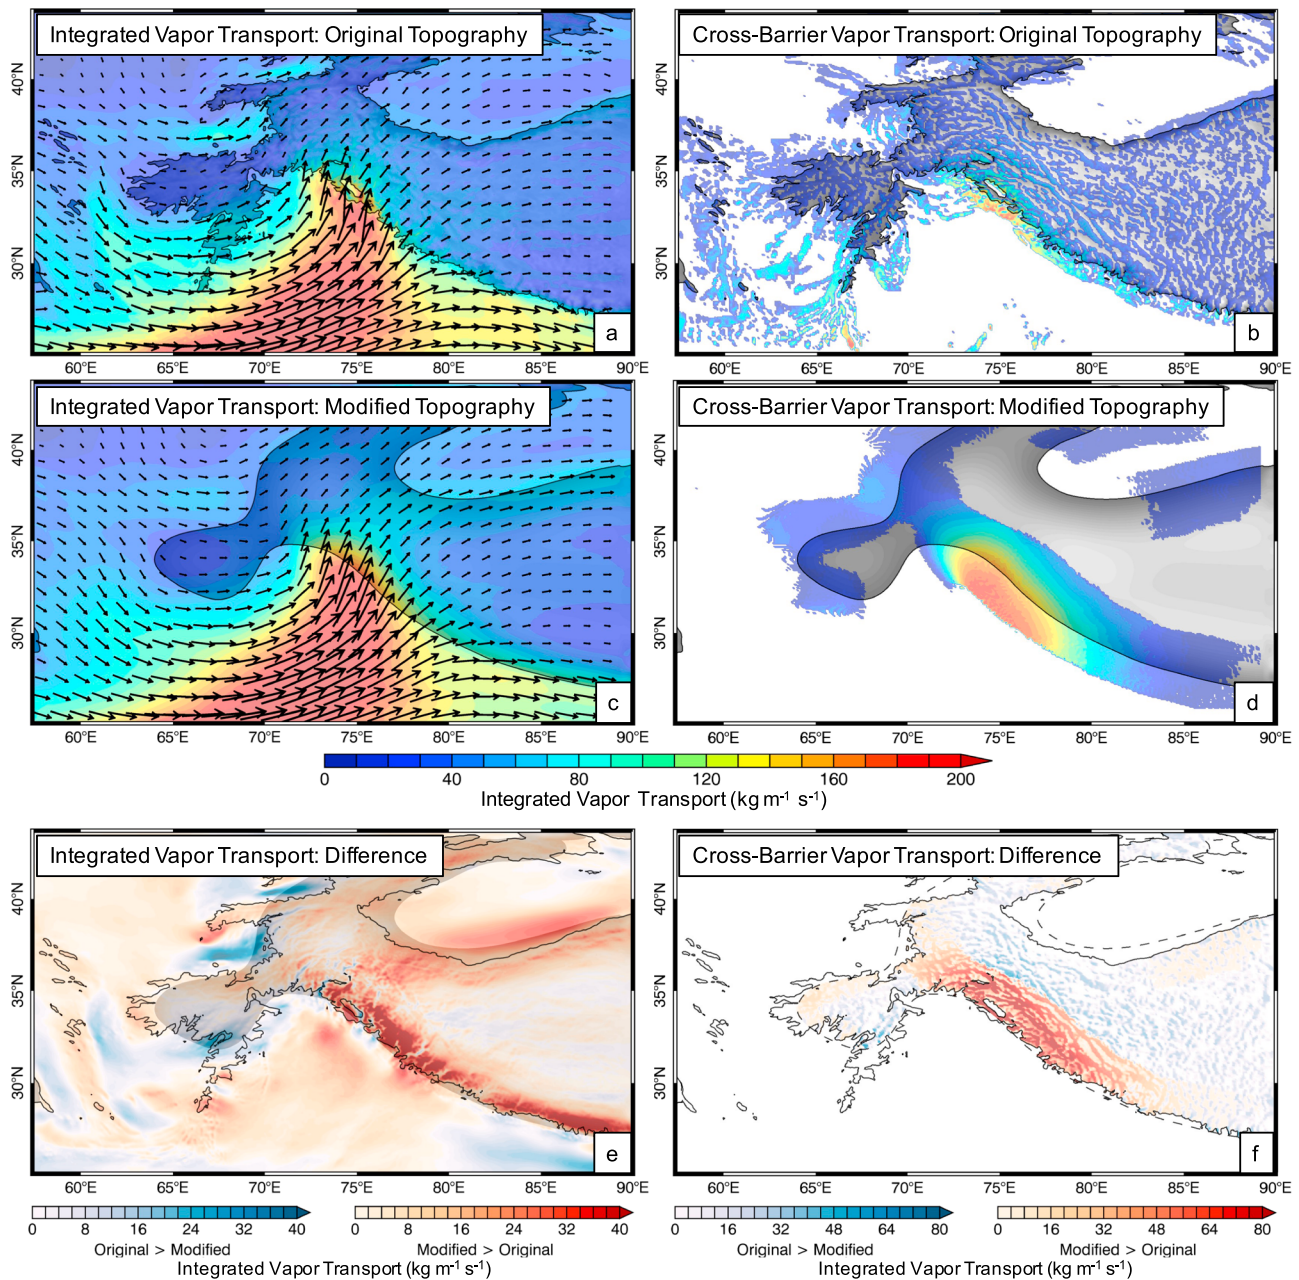 Integrated Vapor Transport: Original Topography
Cross-Barrier Vapor Transport: Original Topography
40°N
35°N
30°N
a
60°E 65°E 70°E 75°E 80°E 85°E 90°E
40°N
35°N
30°N
b
60°E 65°E 70°E 75°E 80°E 85°E 90°E
Integrated Vapor Transport: Modified Topography
Cross-Barrier Vapor Transport: Modified Topography
40°N
35°N
30°N
c
60°E 65°E 70°E 75°E 80°E 85°E 90°E
40°N
35°N
30°N
d
60°E 65°E 70°E 75°E 80°E 85°E 90°E
0 40 80 120 160 200
Integrated Vapor Transport (kg m⁻¹ s⁻¹)
Integrated Vapor Transport: Difference
Cross-Barrier Vapor Transport: Difference
40°N
35°N
30°N
e
60°E 65°E 70°E 75°E 80°E 85°E 90°E
40°N
35°N
30°N
f
60°E 65°E 70°E 75°E 80°E 85°E 90°E
0 8 16 24 32 40
Original > Modified
0 8 16 24 32 40
Modified > Original
Integrated Vapor Transport (kg m⁻¹ s⁻¹)
0 16 32 48 64 80
Original > Modified
0 16 32 48 64 80
Modified > Original
Integrated Vapor Transport (kg m⁻¹ s⁻¹)